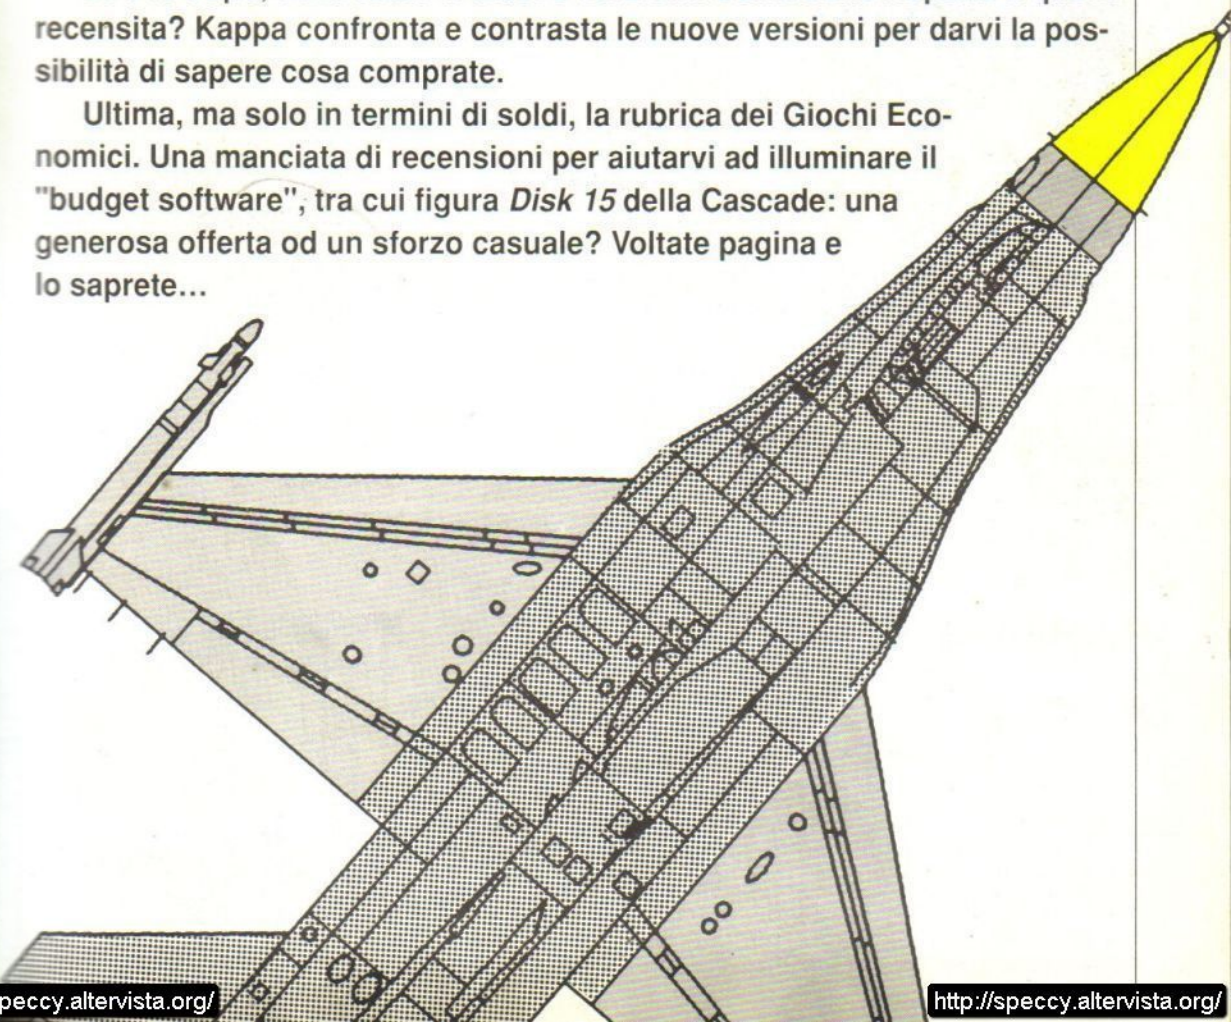 recensita? Kappa confronta e contrasta le nuove versioni per darvi la pos-
sibilità di sapere cosa comprate.
Ultima, ma solo in termini di soldi, la rubrica dei Giochi Eco-
nomici. Una manciata di recensioni per aiutarvi ad illuminare il
"budget software", tra cui figura Disk 15 della Cascade: una
generosa offerta od un sforzo casuale? Voltate pagina e
lo saprete...
peccy.altervista.org/
http://speccy.altervista.org/